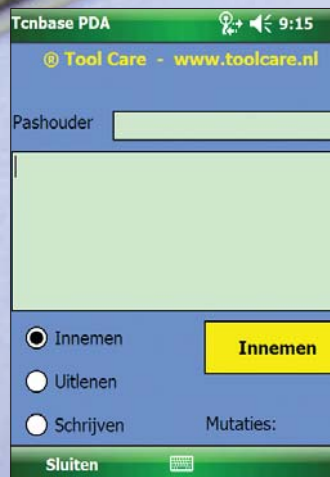 Tcnbase PDA 9:15
® Tool Care - www.toolcare.nl
Pashouder
Innemen
Innemen
Uitlenen
Schrijven Mutaties:
Sluiten